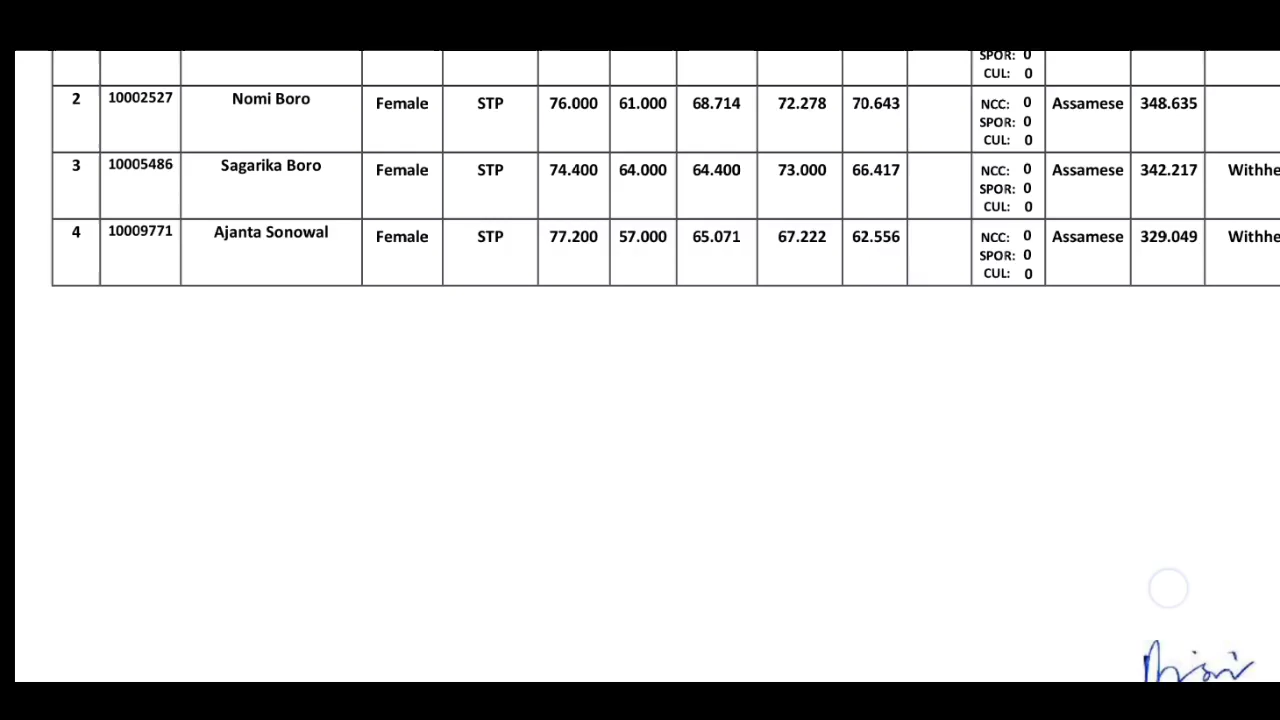 SPOR: 0
CUL: 0
2 10002527 Nomi Boro Female STP 76.000 61.000 68.714 72.278 70.643 NCC: 0 Assamese 348.635
SPOR: 0
CUL: 0
3 10005486 Sagarika Boro Female STP 74.400 64.000 64.400 73.000 66.417 NCC: 0 Assamese 342.217 Withhe
SPOR: 0
CUL: 0
4 10009771 Ajanta Sonowal Female STP 77.200 57.000 65.071 67.222 62.556 NCC: 0 Assamese 329.049 Withhe
SPOR: 0
CUL: 0